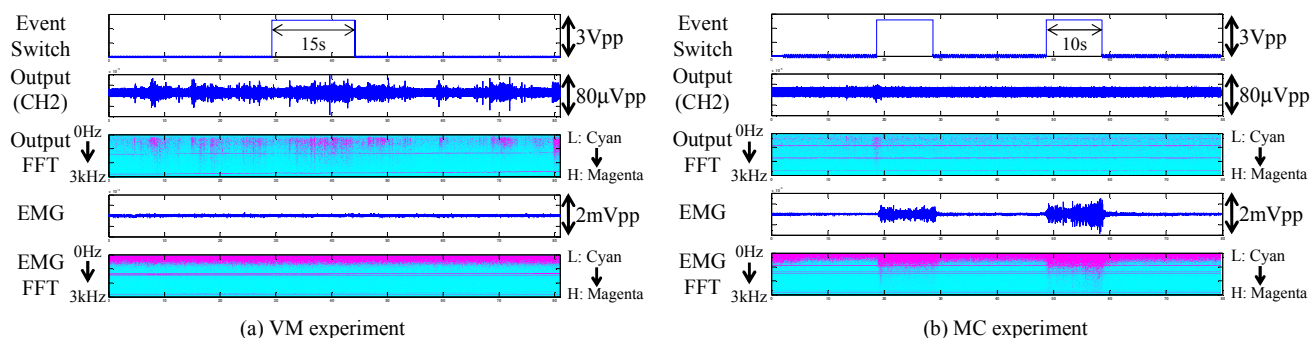 Event
Switch
15s
3Vpp
Output
(CH2)
80μVpp
Output
FFT
0Hz
3kHz
L: Cyan
H: Magenta
EMG
2mVpp
EMG
FFT
0Hz
3kHz
L: Cyan
H: Magenta
(a) VM experiment
Event
Switch
10s
3Vpp
Output
(CH2)
80μVpp
Output
FFT
0Hz
3kHz
L: Cyan
H: Magenta
EMG
2mVpp
EMG
FFT
0Hz
3kHz
L: Cyan
H: Magenta
(b) MC experiment